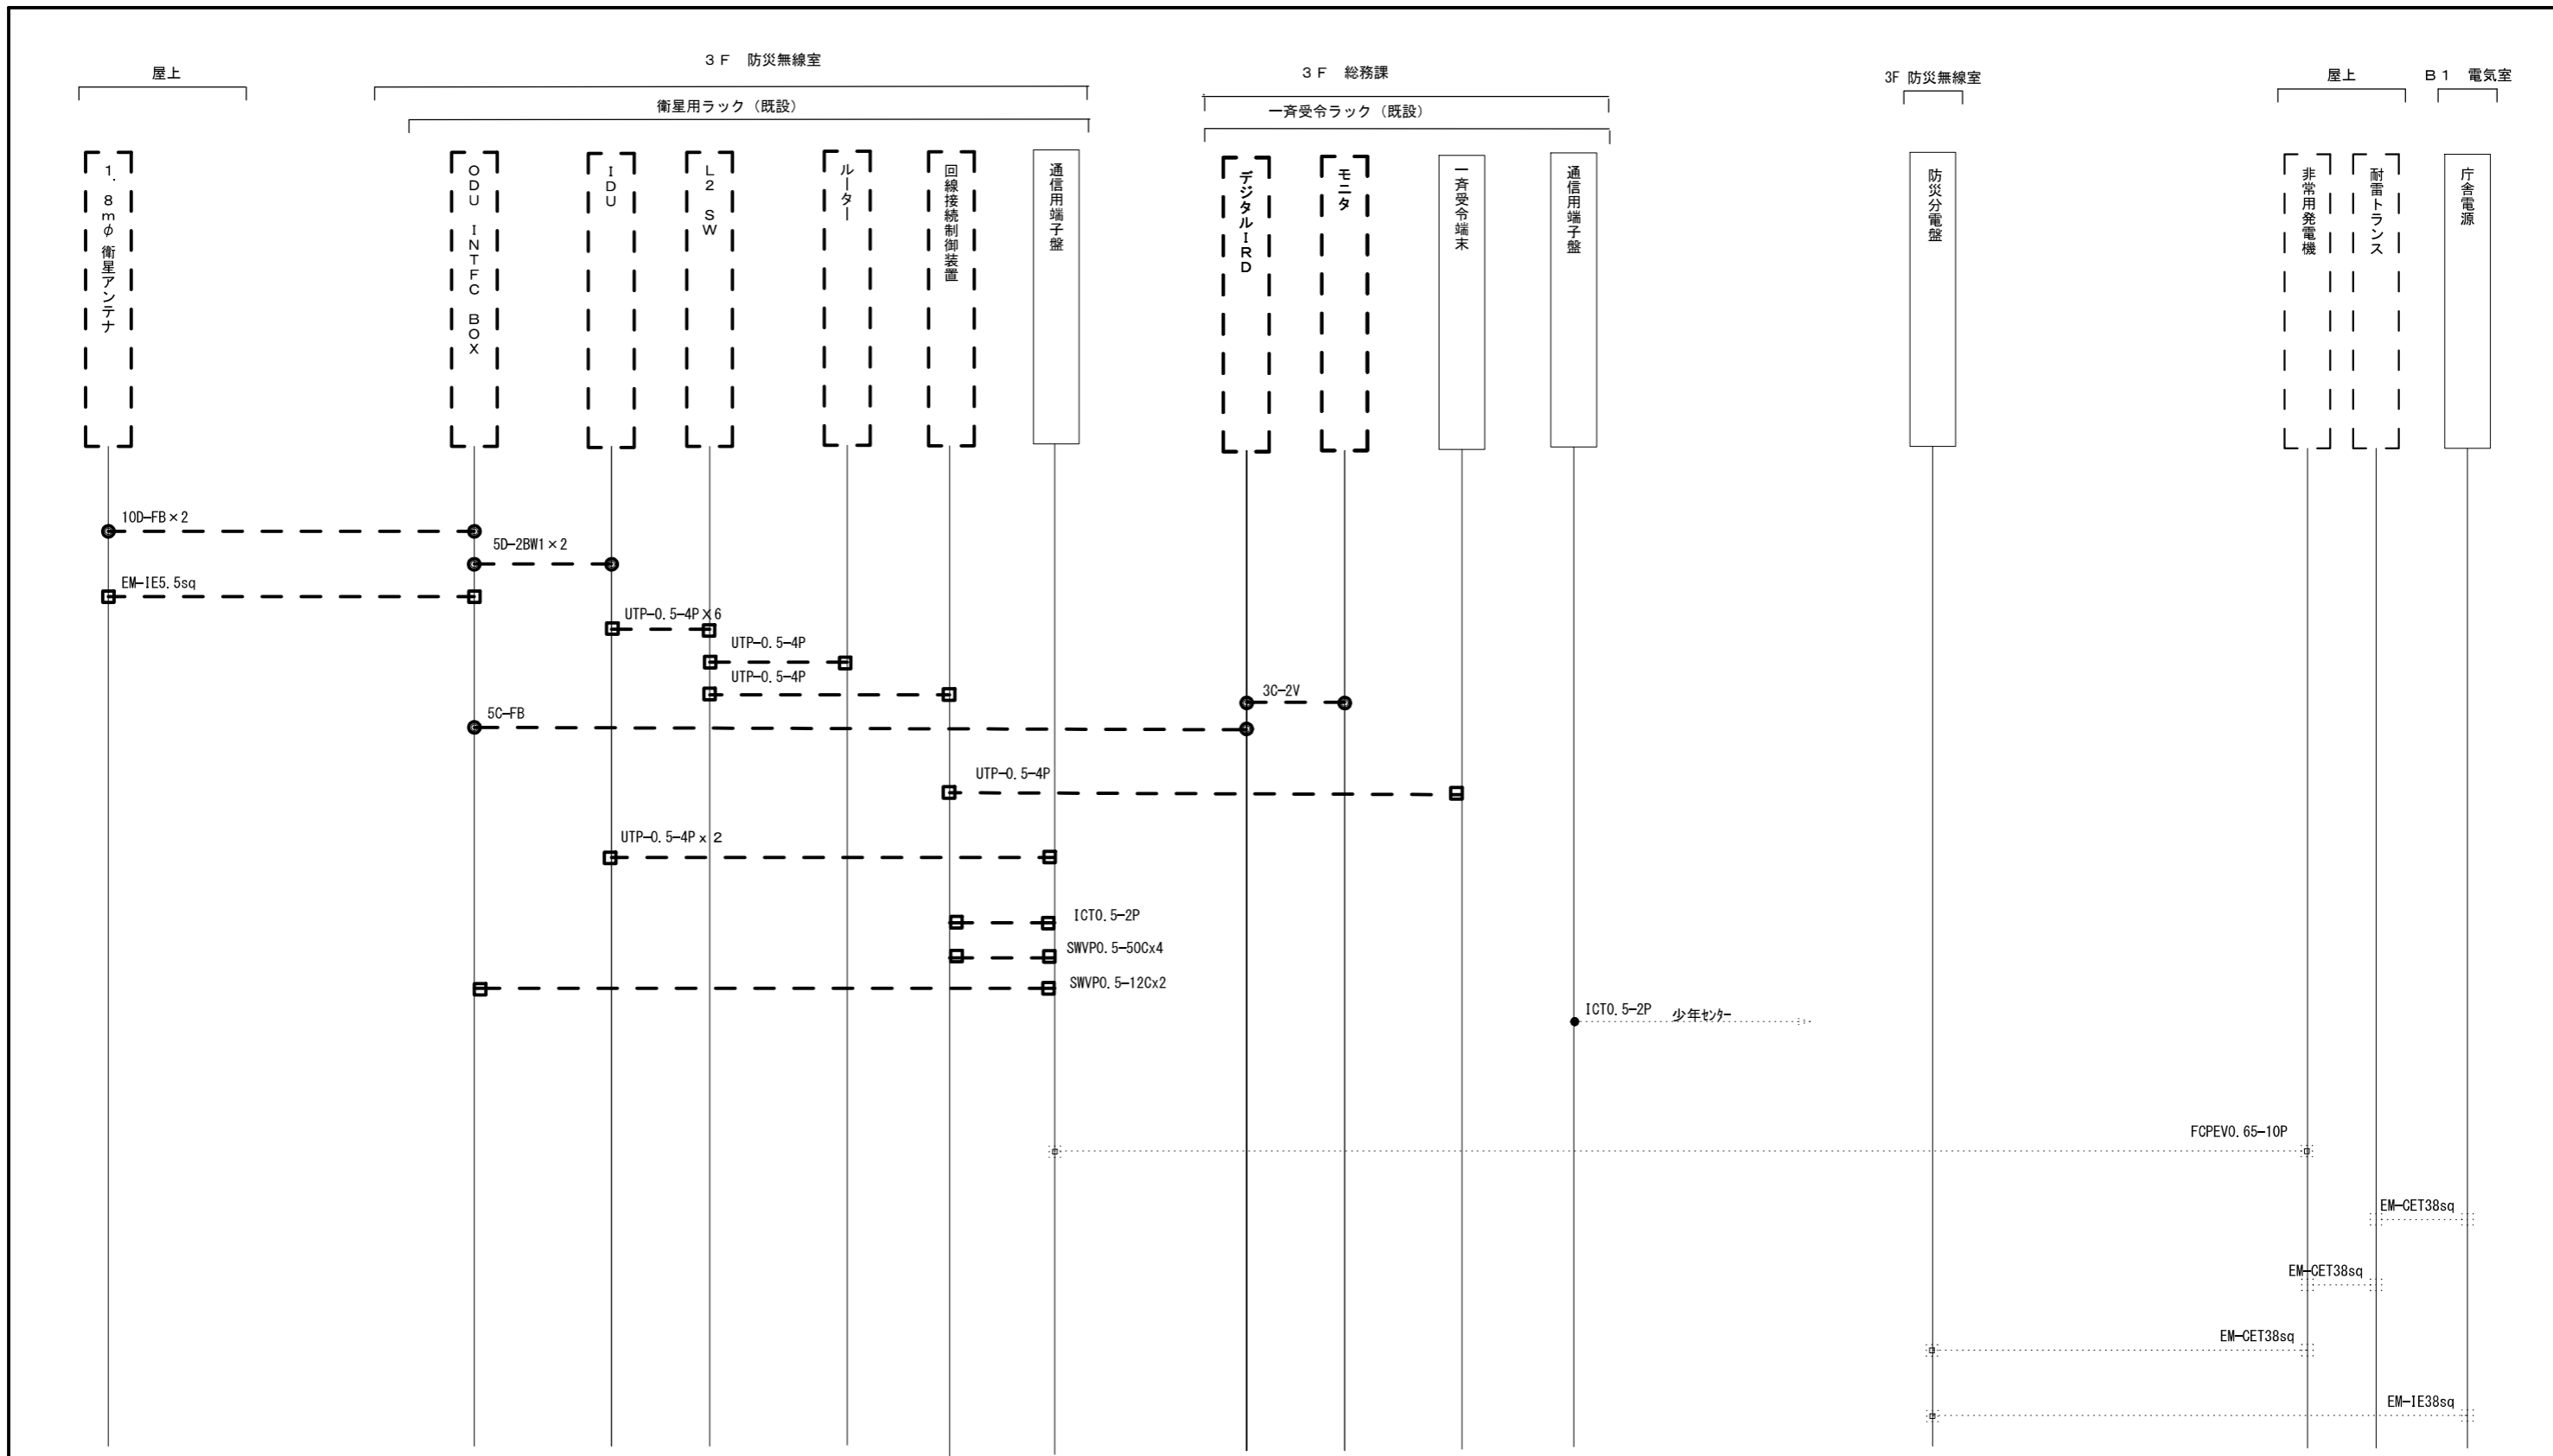 屋上
３Ｆ　防災無線室
衛星用ラック（既設）
３Ｆ　総務課
一斉受令ラック（既設）
3F 防災無線室
屋上
Ｂ１　電気室
１．８ｍφ衛星アンテナ
ＯＤＵ　ＩＮＴＦＣ　ＢＯＸ
ＩＤＵ
Ｌ２　ＳＷ
ルーター
回線接続制御装置
通信用端子盤
デジタルＩＲＤ
モニタ
一斉受令端末
通信用端子盤
防災分電盤
非常用発電機
耐雷トランス
庁舎電源
10D-FB×2
5D-2BW1×2
EM-IE5.5sq
UTP-0.5-4P×6
UTP-0.5-4P
UTP-0.5-4P
3C-2V
5C-FB
UTP-0.5-4P
UTP-0.5-4P x 2
ICT0.5-2P
SWVP0.5-50Cx4
SWVP0.5-12Cx2
ICT0.5-2P　少年ｾﾝﾀｰ
FCPEV0.65-10P
EM-CET38sq
EM-CET38sq
EM-CET38sq
EM-IE38sq